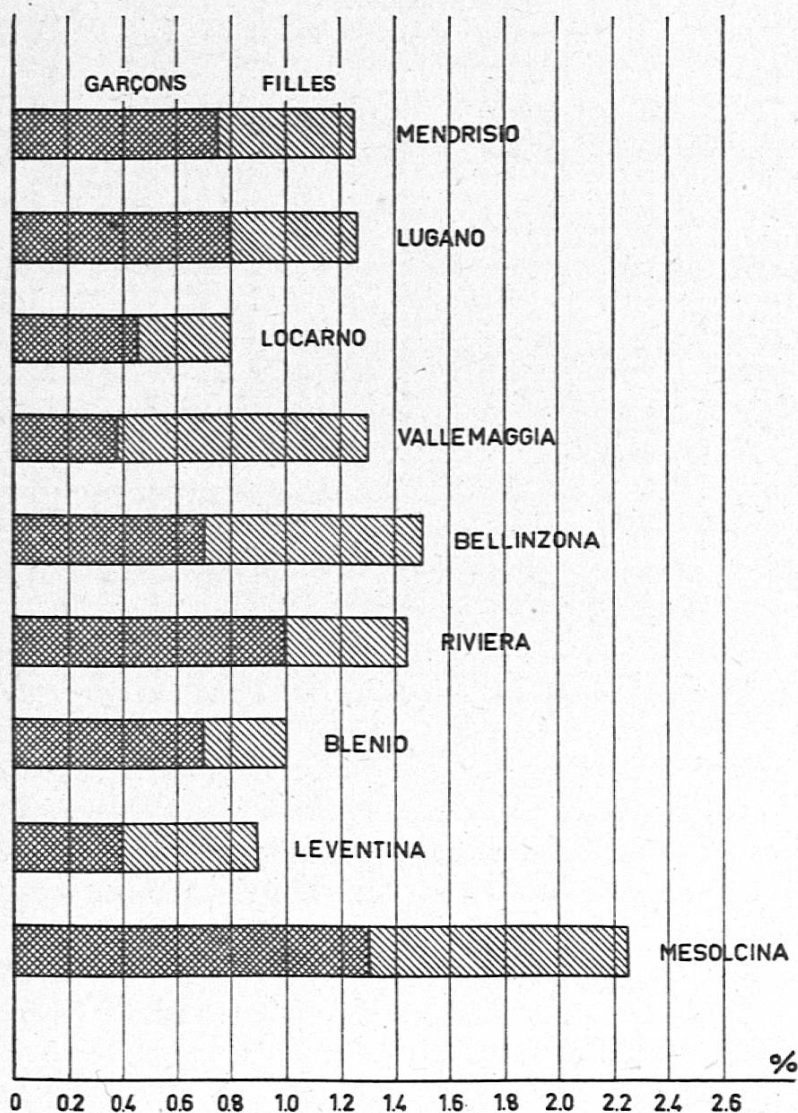 GARÇONS FILLES
MENDRISIO
LUGANO
LOCARNO
VALLEMAGGIA
BELLINZONA
RIVIERA
BLENIO
LEVENTINA
MESOLCINA
%
0 0.2 0.4 0.6 0.8 1.0 1.2 1.4 1.6 1.8 2.0 2.2 2.4 2.6